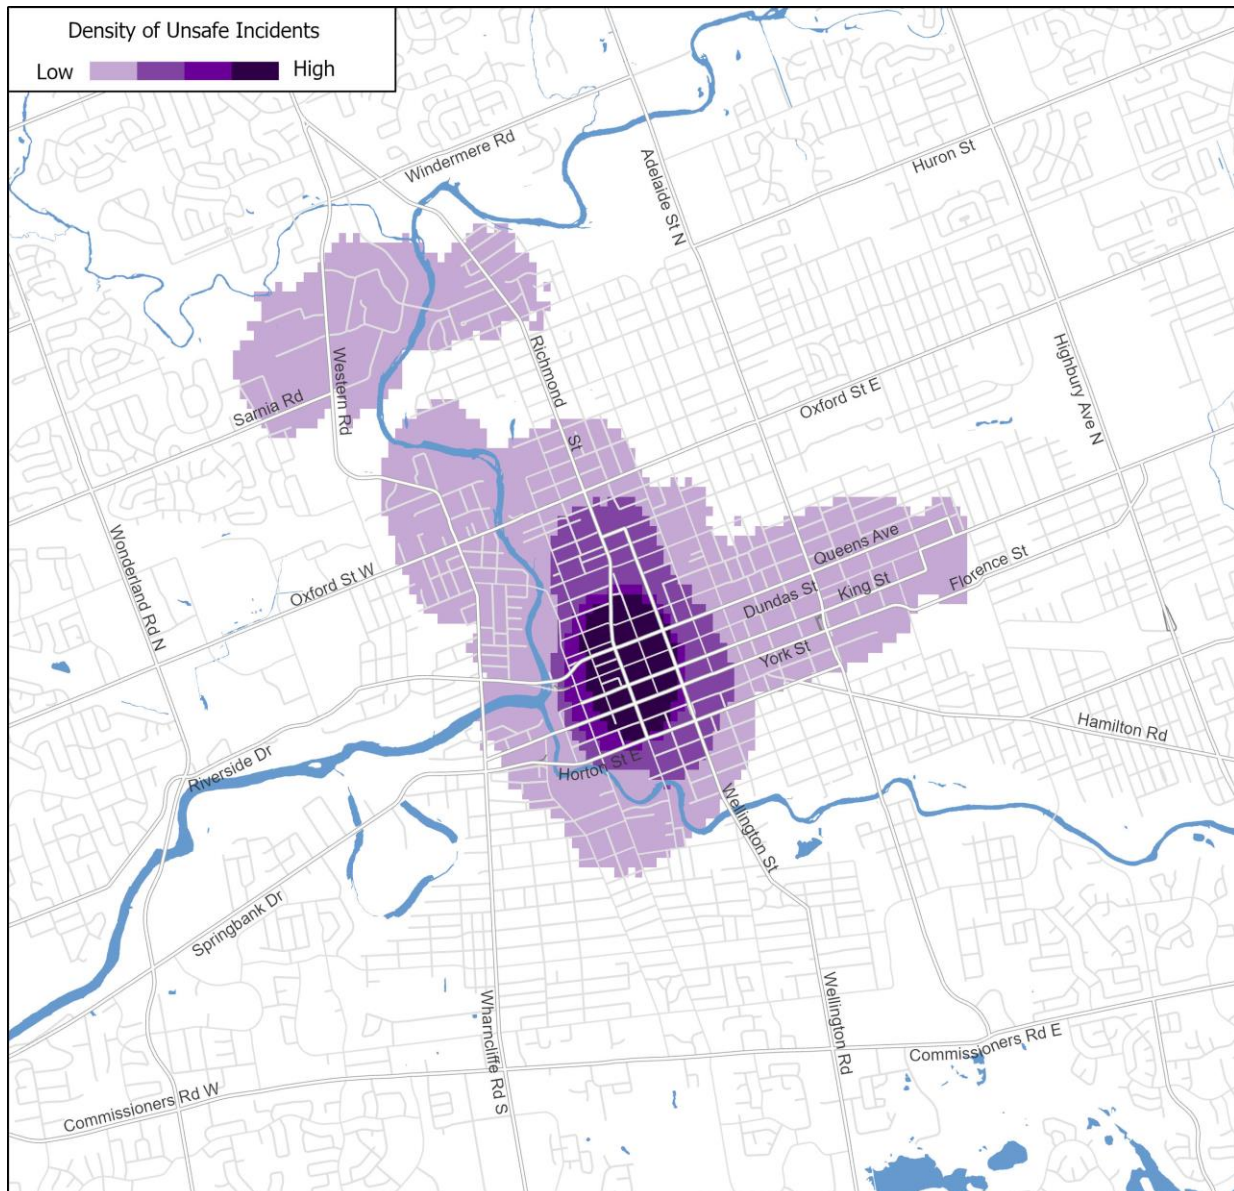 Density of Unsafe Incidents
Low
High
Windermere Rd
Huron St
Adelaide St N
Richmond
St
Western Rd
Sarnia Rd
Highbury Ave N
Oxford St E
Wonderland Rd N
Oxford St W
Queens Ave
Dundas St
King St
Florence St
York St
Hamilton Rd
Riverside Dr
Horton St E
Wellington St
Springbank Dr
Wharncliffe Rd S
Wellington Rd
Commissioners Rd E
Commissioners Rd W